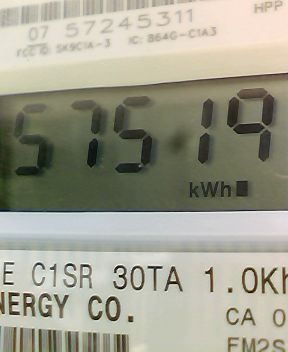 HPP
07 57245311
FCC ID: SK9C1A-3 IC: 864G-C1A3
57519
kWh
E C1SR 30TA 1.0Kh
NERGY CO.
CA 0
FM2S